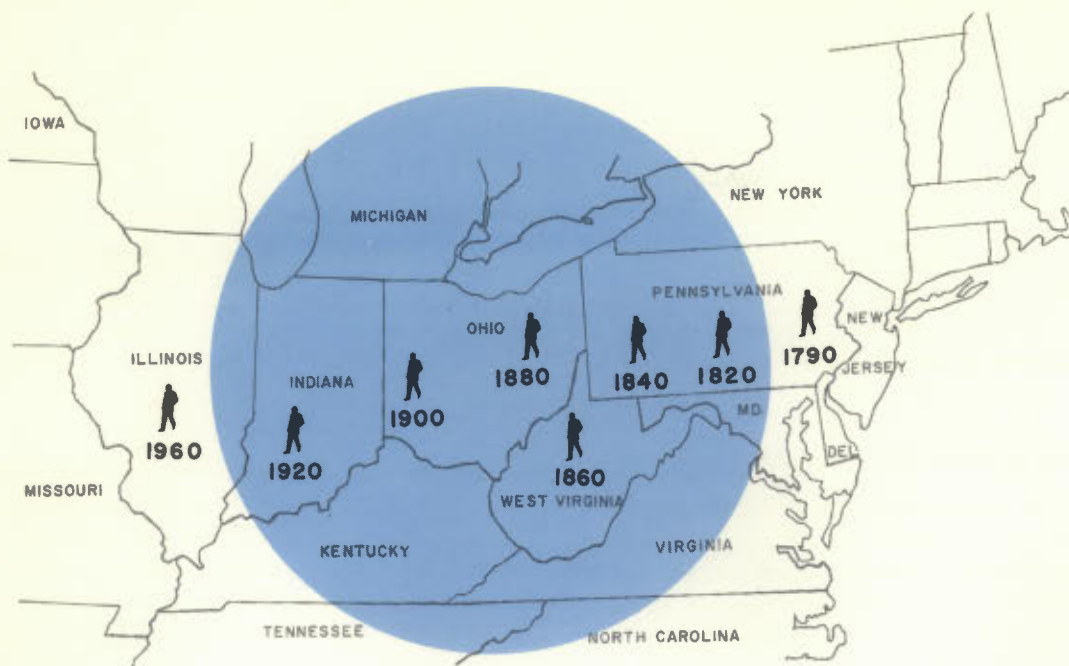 IOWA
NEW YORK
MICHIGAN
PENNSYLVANIA
NEW
JERSEY
OHIO
ILLINOIS
INDIANA
1790
1820
1840
1880
1900
MD.
1960
1920
1860
DEL.
MISSOURI
WEST VIRGINIA
KENTUCKY
VIRGINIA
TENNESSEE
NORTH CAROLINA